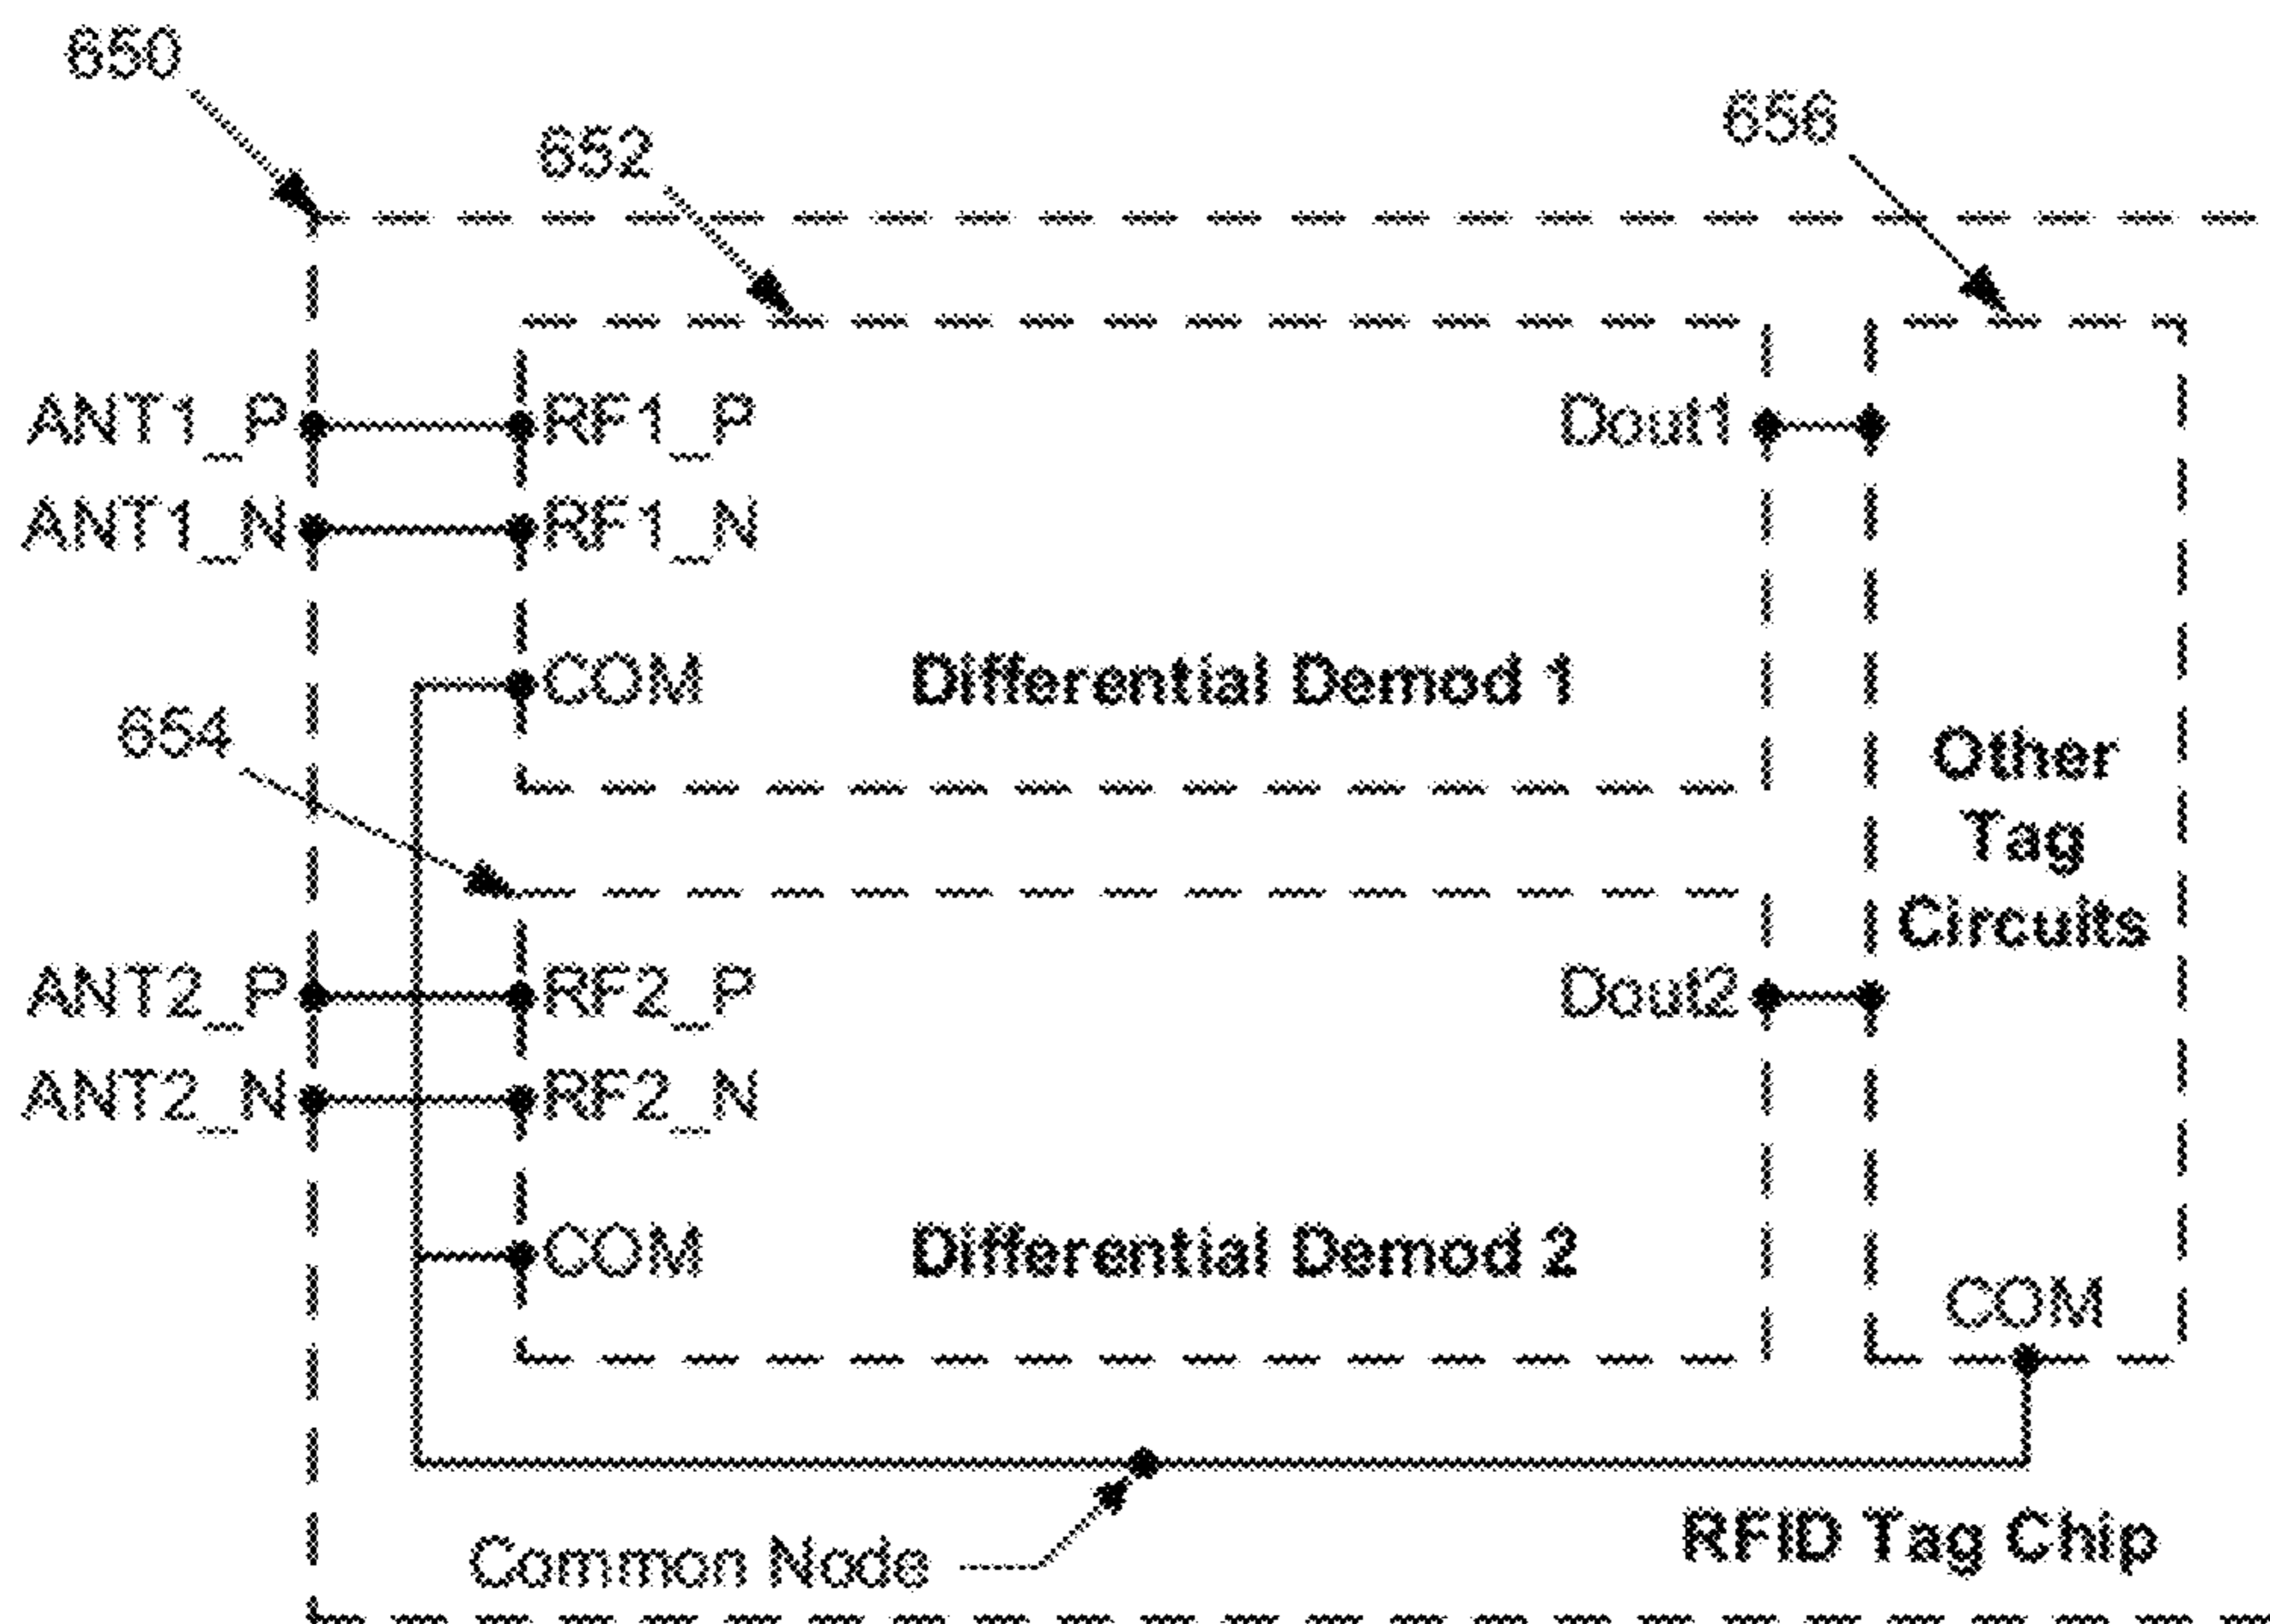 650
652
656
ANT1_P
RF1_P
Dout1
ANT1_N
RF1_N
COM
Differential Demod 1
654
Other
Tag
Circuits
ANT2_P
RF2_P
Dout2
ANT2_N
RF2_N
COM
Differential Demod 2
COM
Common Node
RFID Tag Chip